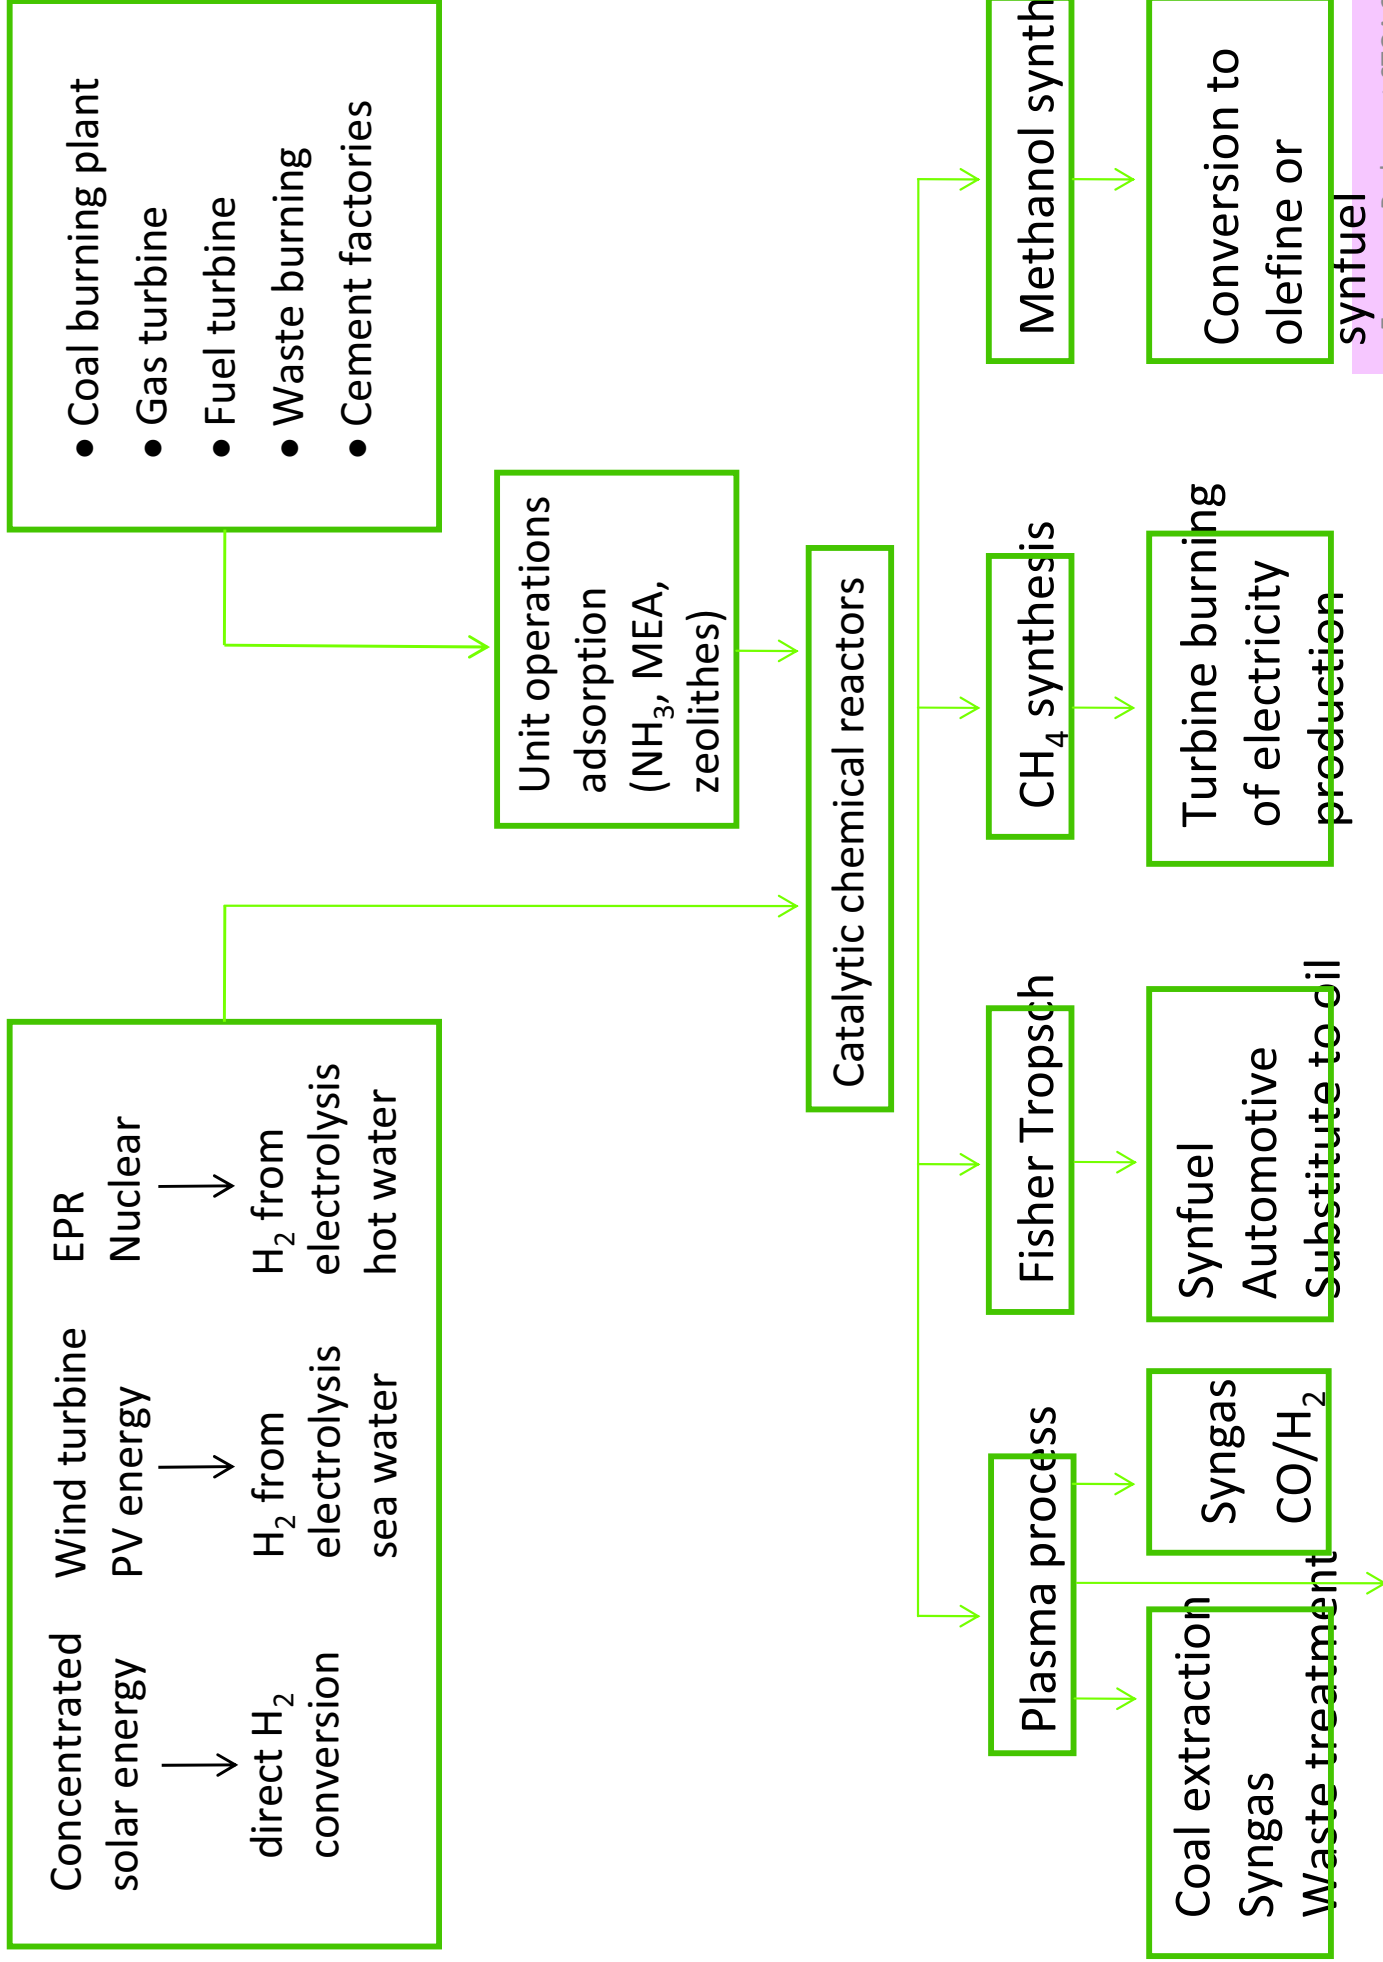 Concentrated
solar energy
direct H₂
conversion
Wind turbine
PV energy
H₂ from
electrolysis
sea water
EPR
Nuclear
H₂ from
electrolysis
hot water
● Coal burning plant
● Gas turbine
● Fuel turbine
● Waste burning
● Cement factories
Unit operations
adsorption
(NH₃, MEA,
zeolithes)
Catalytic chemical reactors
Plasma process
Fisher Tropsch
CH₄ synthesis
Methanol synth
Coal extraction
Syngas
Waste treatment
Syngas
CO/H₂
Synfuel
Automotive
Substitute to oil
Turbine burning
of electricity
production
Conversion to
olefine or
synfuel